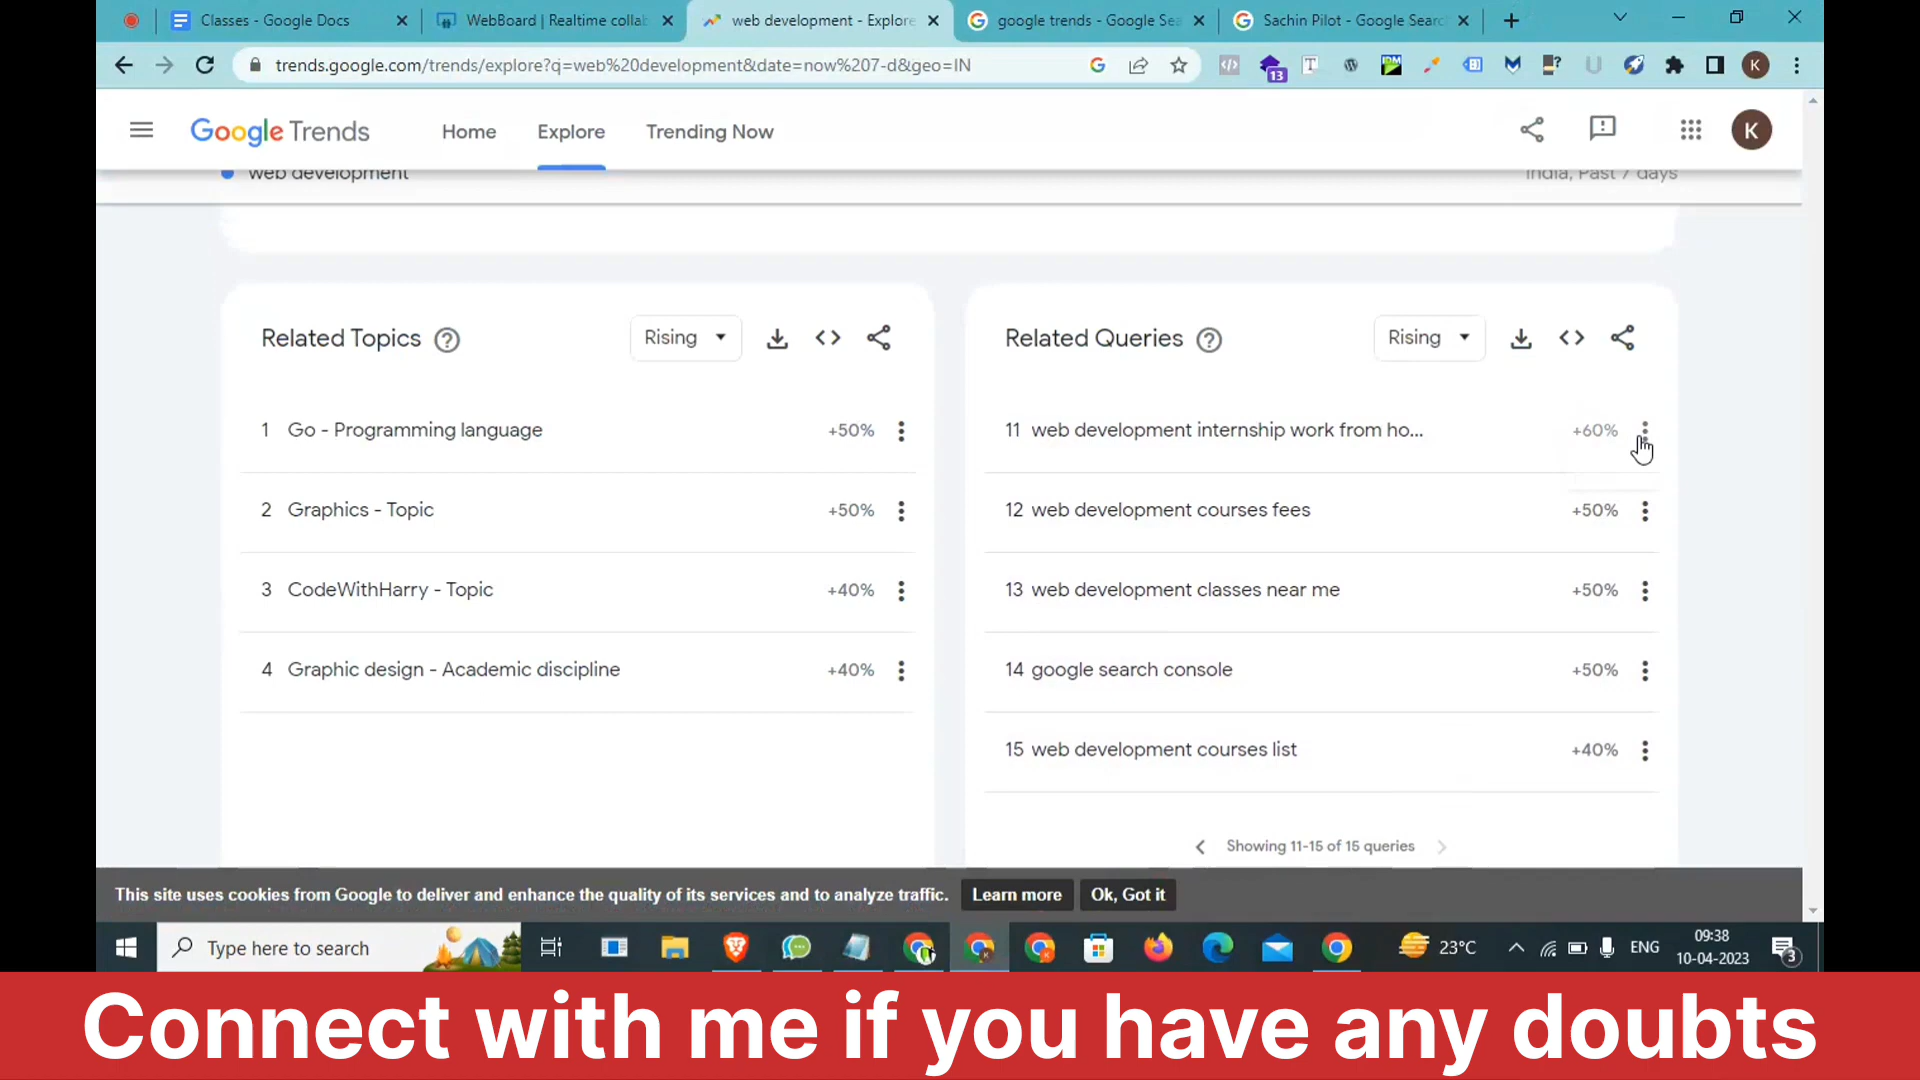 Classes - Google Docs
WebBoard | Realtime collab
web development - Explore
google trends - Google Sea
Sachin Pilot - Google Search
trends.google.com/trends/explore?q=web%20development&date=now%207-d&geo=IN
13
K
Google Trends
Home
Explore
Trending Now
K
web development
India, Past 7 days
Related Topics
Rising
1 Go - Programming language +50%
2 Graphics - Topic +50%
3 CodeWithHarry - Topic +40%
4 Graphic design - Academic discipline +40%
Related Queries
Rising
11 web development internship work from ho... +60%
12 web development courses fees +50%
13 web development classes near me +50%
14 google search console +50%
15 web development courses list +40%
Showing 11-15 of 15 queries
This site uses cookies from Google to deliver and enhance the quality of its services and to analyze traffic.
Learn more
Ok, Got it
Type here to search
23°C
ENG
09:38
10-04-2023
3
Connect with me if you have any doubts